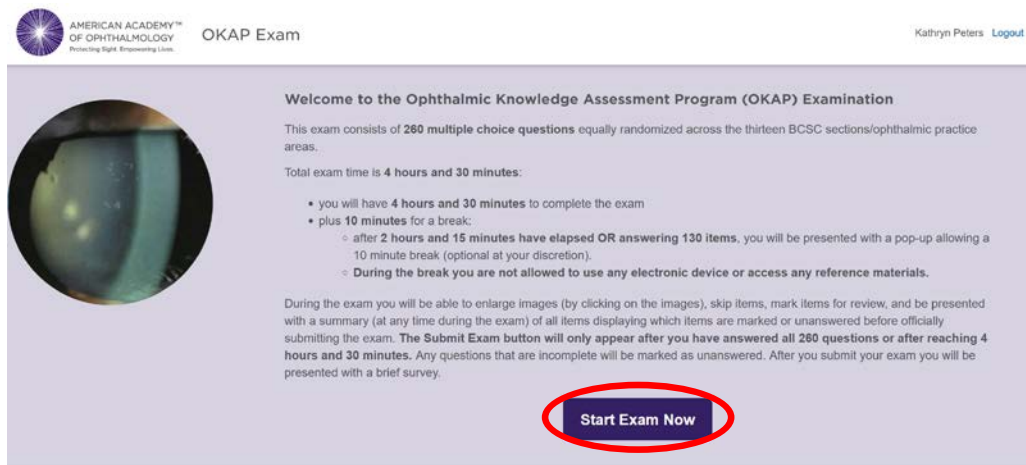 AMERICAN ACADEMY™
OF OPHTHALMOLOGY
Protecting Sight. Empowering Lives.
OKAP Exam
Kathryn Peters Logout
Welcome to the Ophthalmic Knowledge Assessment Program (OKAP) Examination
This exam consists of 260 multiple choice questions equally randomized across the thirteen BCSC sections/ophthalmic practice
areas.
Total exam time is 4 hours and 30 minutes:
• you will have 4 hours and 30 minutes to complete the exam
• plus 10 minutes for a break:
◦ after 2 hours and 15 minutes have elapsed OR answering 130 items, you will be presented with a pop-up allowing a
10 minute break (optional at your discretion).
◦ During the break you are not allowed to use any electronic device or access any reference materials.
During the exam you will be able to enlarge images (by clicking on the images), skip items, mark items for review, and be presented
with a summary (at any time during the exam) of all items displaying which items are marked or unanswered before officially
submitting the exam. The Submit Exam button will only appear after you have answered all 260 questions or after reaching 4
hours and 30 minutes. Any questions that are incomplete will be marked as unanswered. After you submit your exam you will be
presented with a brief survey.
Start Exam Now